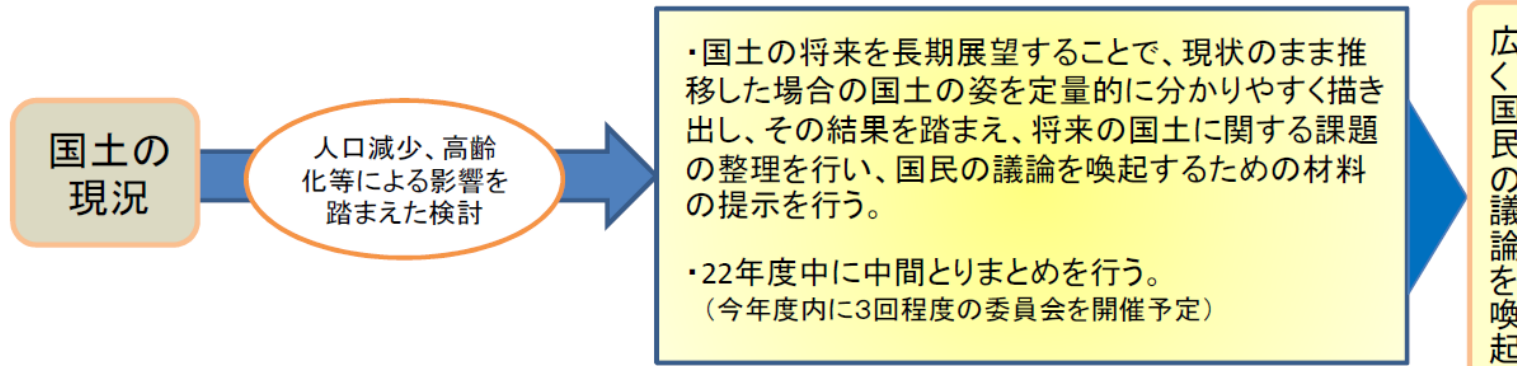 国土の
現況
人口減少、高齢
化等による影響を
踏まえた検討
・国土の将来を長期展望することで、現状のまま推
移した場合の国土の姿を定量的に分かりやすく描き
出し、その結果を踏まえ、将来の国土に関する課題
の整理を行い、国民の議論を喚起するための材料
の提示を行う。
・22年度中に中間とりまとめを行う。
（今年度内に3回程度の委員会を開催予定）
広く国民の議論を喚起